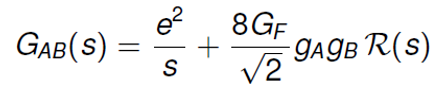 G_{AB}(s) = \frac{e^2}{s} + \frac{8G_F}{\sqrt{2}} g_A g_B \mathcal{R}(s)